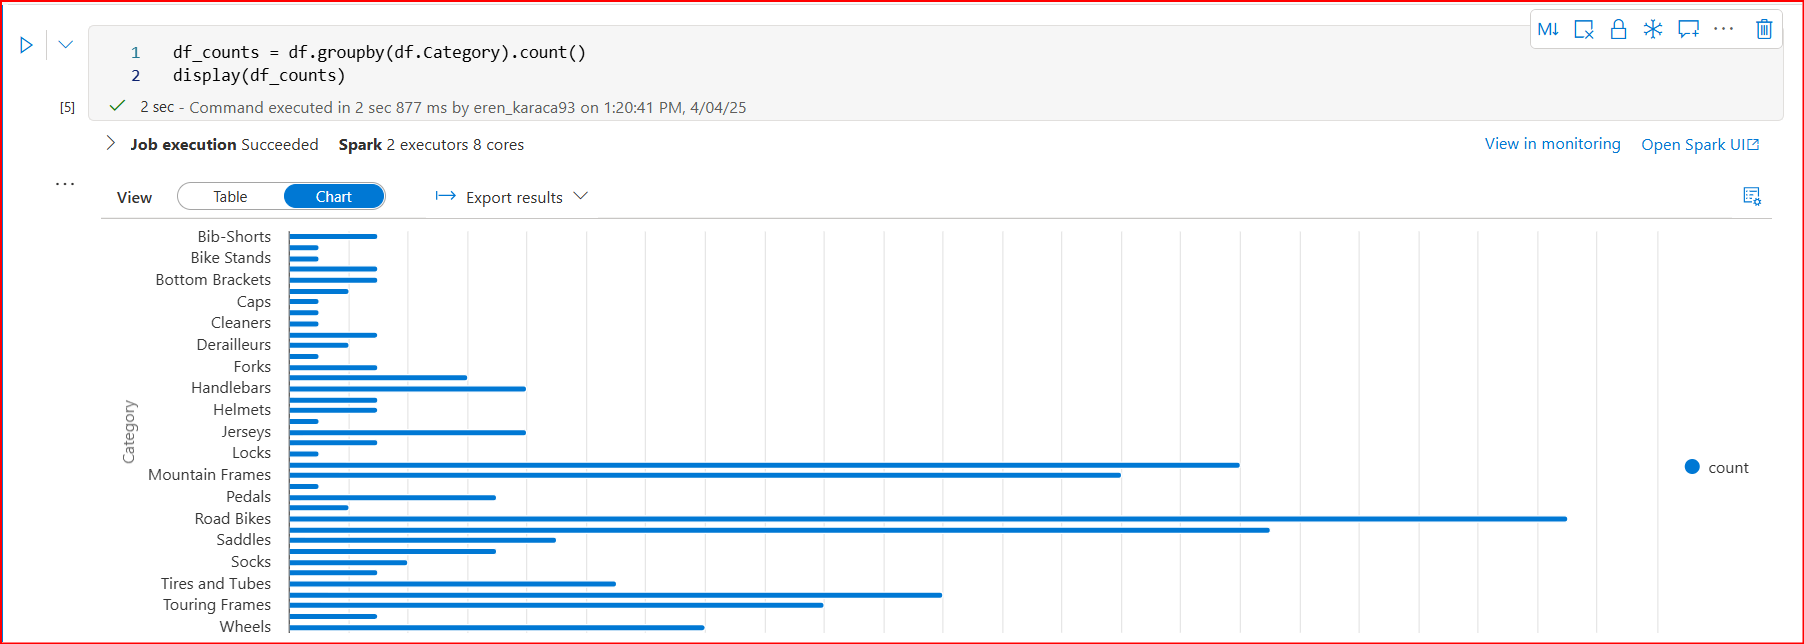 M↓
1 df_counts = df.groupby(df.Category).count()
2 display(df_counts)
[5] 2 sec - Command executed in 2 sec 877 ms by eren_karaca93 on 1:20:41 PM, 4/04/25
Job execution Succeeded Spark 2 executors 8 cores View in monitoring Open Spark UI
View Table Chart Export results
Bib-Shorts
Bike Stands
Bottom Brackets
Caps
Cleaners
Derailleurs
Forks
Handlebars
Helmets
Jerseys
Locks
Mountain Frames
Pedals
Road Bikes
Saddles
Socks
Tires and Tubes
Touring Frames
Wheels
Category
count